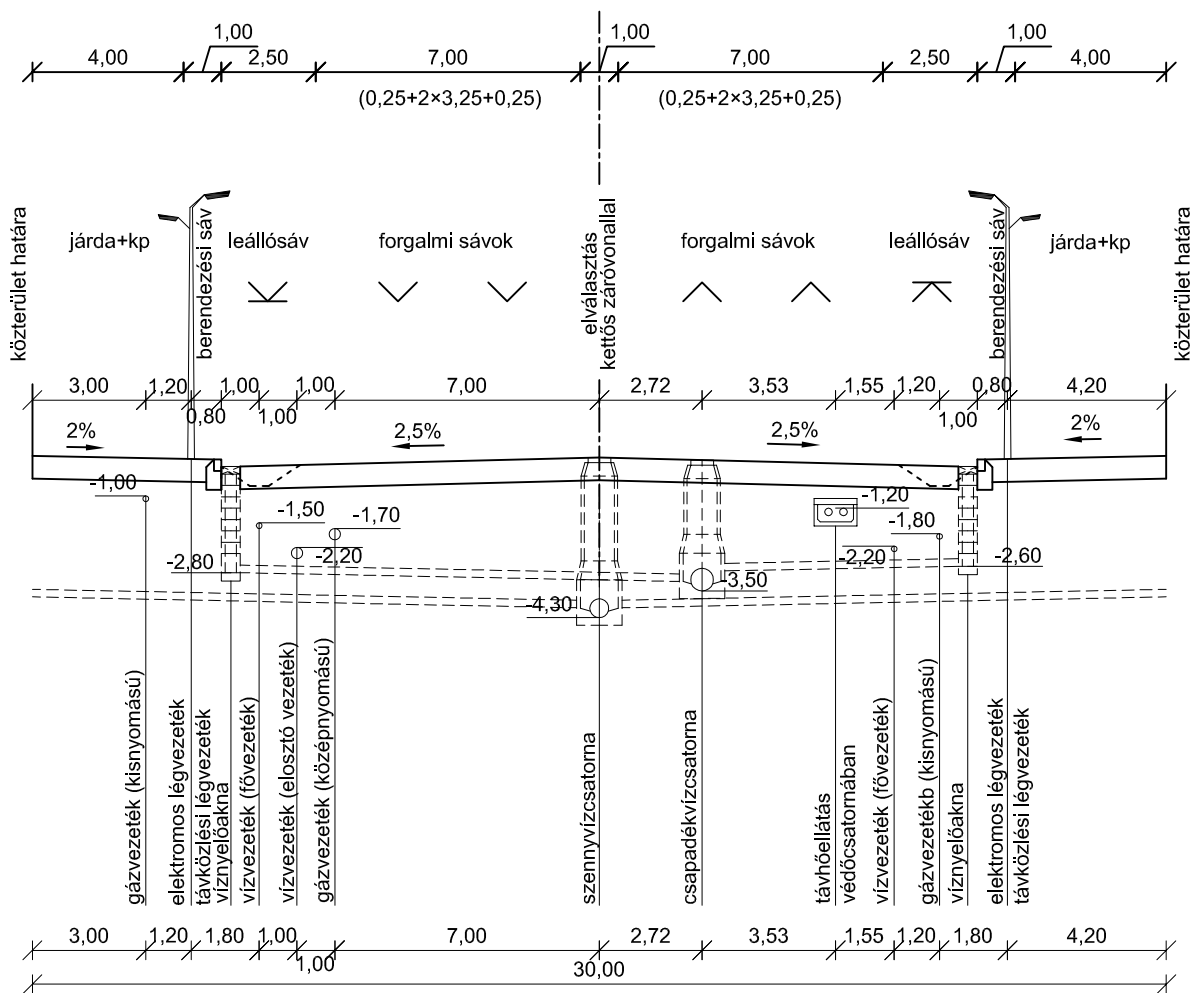 1,00
1,00
1,00
4,00
2,50
7,00
7,00
2,50
4,00
(0,25+2×3,25+0,25)
(0,25+2×3,25+0,25)
közterület határa
járda+kp
berendezési sáv
leállósáv
forgalmi sávok
elválasztás
kettős záróvonallal
forgalmi sávok
leállósáv
berendezési sáv
járda+kp
közterület határa
3,00
1,20
1,00
1,00
7,00
2,72
3,53
1,55
1,20
0,80
4,20
0,80
1,00
1,00
2%
2,5%
2,5%
2%
-1,00
-1,50
-1,70
-1,20
-1,80
-2,80
-2,20
-2,20
-2,60
-3,50
-4,30
gázvezeték (kisnyomású)
elektromos légvezeték
távközlési légvezeték
víznyelőakna
vízvezeték (fővezeték)
vízvezeték (elosztó vezeték)
gázvezeték (középnyomású)
szennyvízcsatorna
csapadékvízcsatorna
távhőellátás
védőcsatornában
vízvezeték (fővezeték)
gázvezetékb (kisnyomású)
víznyelőakna
elektromos légvezeték
távközlési légvezeték
3,00
1,20
1,80
1,00
7,00
2,72
3,53
1,55
1,20
1,80
4,20
1,00
30,00